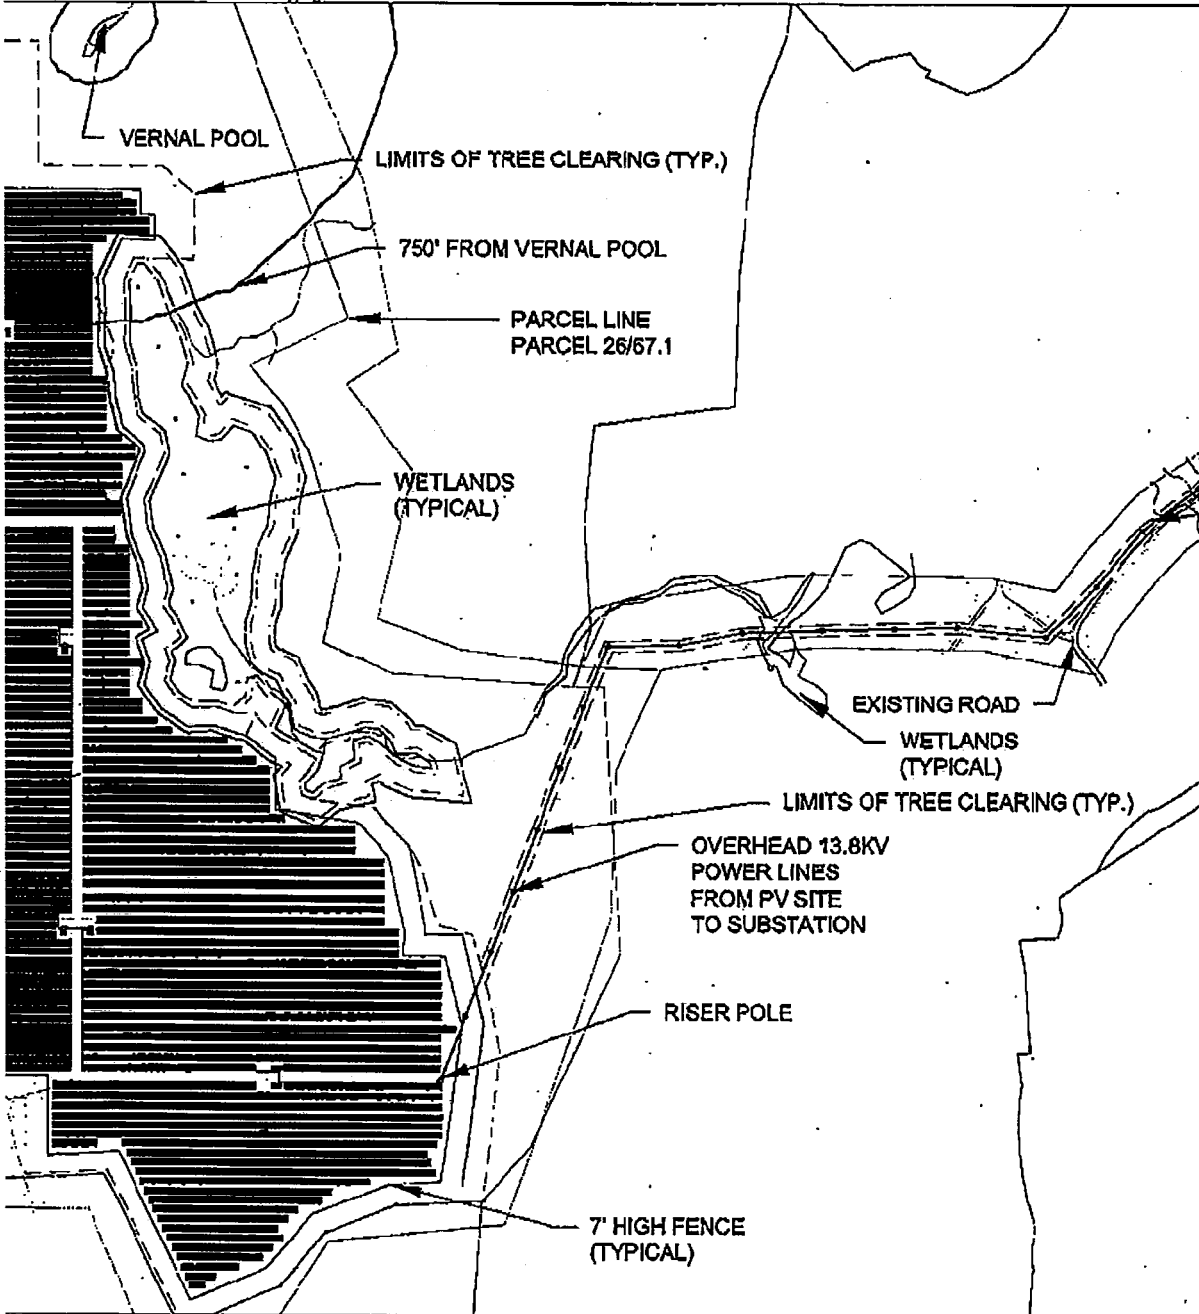 VERNAL POOL
LIMITS OF TREE CLEARING (TYP.)
750' FROM VERNAL POOL
PARCEL LINE
PARCEL 26/67.1
WETLANDS
(TYPICAL)
EXISTING ROAD
WETLANDS
(TYPICAL)
LIMITS OF TREE CLEARING (TYP.)
OVERHEAD 13.8KV
POWER LINES
FROM PV SITE
TO SUBSTATION
RISER POLE
7' HIGH FENCE
(TYPICAL)